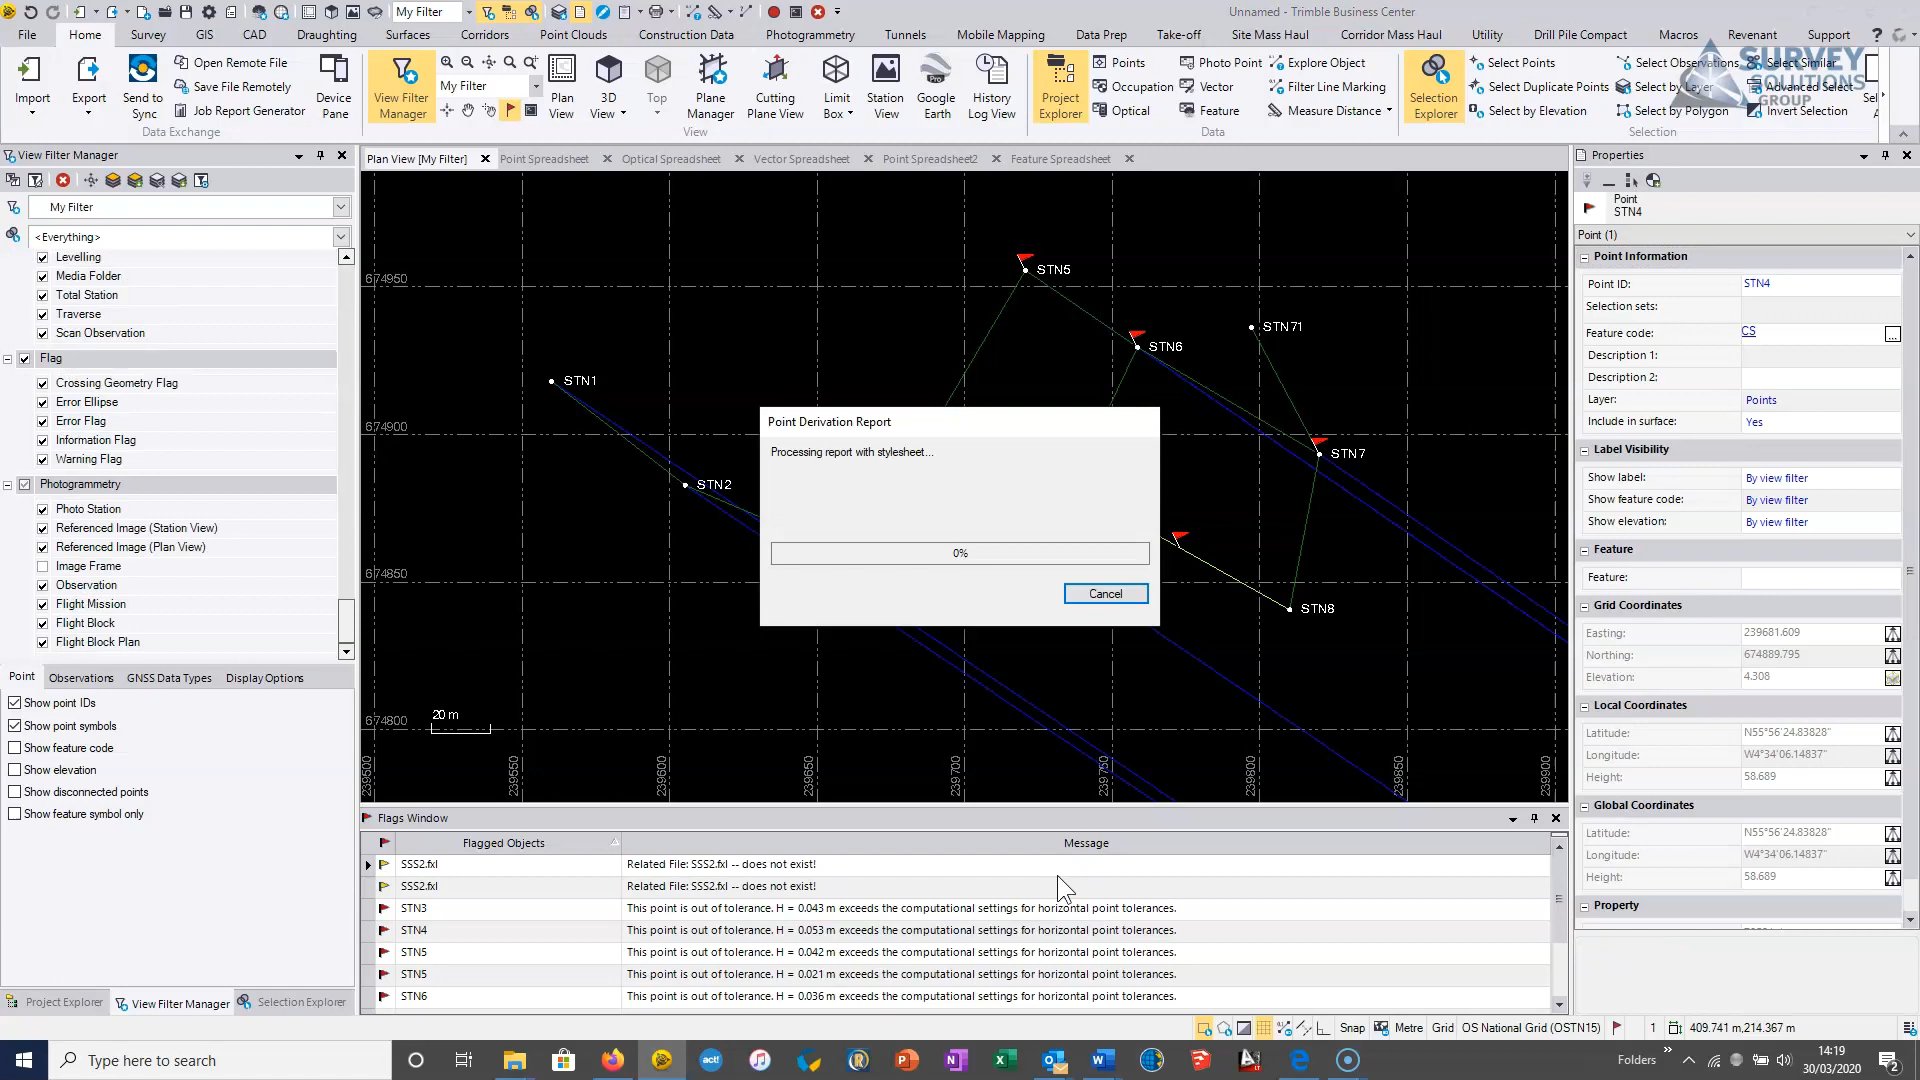 My Filter
Unnamed - Trimble Business Center
File
Home
Survey
GIS
CAD
Draughting
Surfaces
Corridors
Point Clouds
Construction Data
Photogrammetry
Tunnels
Mobile Mapping
Data Prep
Take-off
Site Mass Haul
Corridor Mass Haul
Utility
Drill Pile Compact
Macros
Revenant
Support
Import
Export
Send to Sync
Open Remote File
Save File Remotely
Job Report Generator
Device Pane
Data Exchange
View Filter Manager
My Filter
Plan View
3D View
Top
Plane Manager
Cutting Plane View
Limit Box
Station View
Google Earth
History Log View
View
Project Explorer
Points
Occupation
Optical
Photo Point
Vector
Feature
Explore Object
Filter Line Marking
Measure Distance
Data
Selection Explorer
Select Points
Select Duplicate Points
Select by Elevation
Select Observations
Select by Layer
Select by Polygon
Select Similar
Advanced Select
Invert Selection
Selection
SURVEY
SOLUTIONS
GROUP
View Filter Manager
My Filter
<Everything>
Levelling
Media Folder
Total Station
Traverse
Scan Observation
Flag
Crossing Geometry Flag
Error Ellipse
Error Flag
Information Flag
Warning Flag
Photogrammetry
Photo Station
Referenced Image (Station View)
Referenced Image (Plan View)
Image Frame
Observation
Flight Mission
Flight Block
Flight Block Plan
Point
Observations
GNSS Data Types
Display Options
Show point IDs
Show point symbols
Show feature code
Show elevation
Show disconnected points
Show feature symbol only
Project Explorer
View Filter Manager
Selection Explorer
Plan View [My Filter]
Point Spreadsheet
Optical Spreadsheet
Vector Spreadsheet
Point Spreadsheet2
Feature Spreadsheet
674950
674900
674850
674800
STN5
STN6
STN71
STN1
STN7
STN2
STN8
20 m
239500
239550
239600
239650
239700
239750
239800
239850
239900
Point Derivation Report
Processing report with stylesheet...
0%
Cancel
Flags Window
Flagged Objects
Message
SSS2.fxl
Related File: SSS2.fxl -- does not exist!
SSS2.fxl
Related File: SSS2.fxl -- does not exist!
STN3
This point is out of tolerance. H = 0.043 m exceeds the computational settings for horizontal point tolerances.
STN4
This point is out of tolerance. H = 0.053 m exceeds the computational settings for horizontal point tolerances.
STN5
This point is out of tolerance. H = 0.042 m exceeds the computational settings for horizontal point tolerances.
STN5
This point is out of tolerance. H = 0.021 m exceeds the computational settings for horizontal point tolerances.
STN6
This point is out of tolerance. H = 0.036 m exceeds the computational settings for horizontal point tolerances.
Properties
Point
STN4
Point (1)
Point Information
Point ID:
STN4
Selection sets:
Feature code:
CS
...
Description 1:
Description 2:
Layer:
Points
Include in surface:
Yes
Label Visibility
Show label:
By view filter
Show feature code:
By view filter
Show elevation:
By view filter
Feature
Feature:
Grid Coordinates
Easting:
239681.609
Northing:
674889.795
Elevation:
4.308
Local Coordinates
Latitude:
N55°56'24.83828"
Longitude:
W4°34'06.14837"
Height:
58.689
Global Coordinates
Latitude:
N55°56'24.83828"
Longitude:
W4°34'06.14837"
Height:
58.689
Property
Snap
Metre
Grid
OS National Grid (OSTN15)
1
409.741 m,214.367 m
Type here to search
act!
Folders
14:19
30/03/2020
2